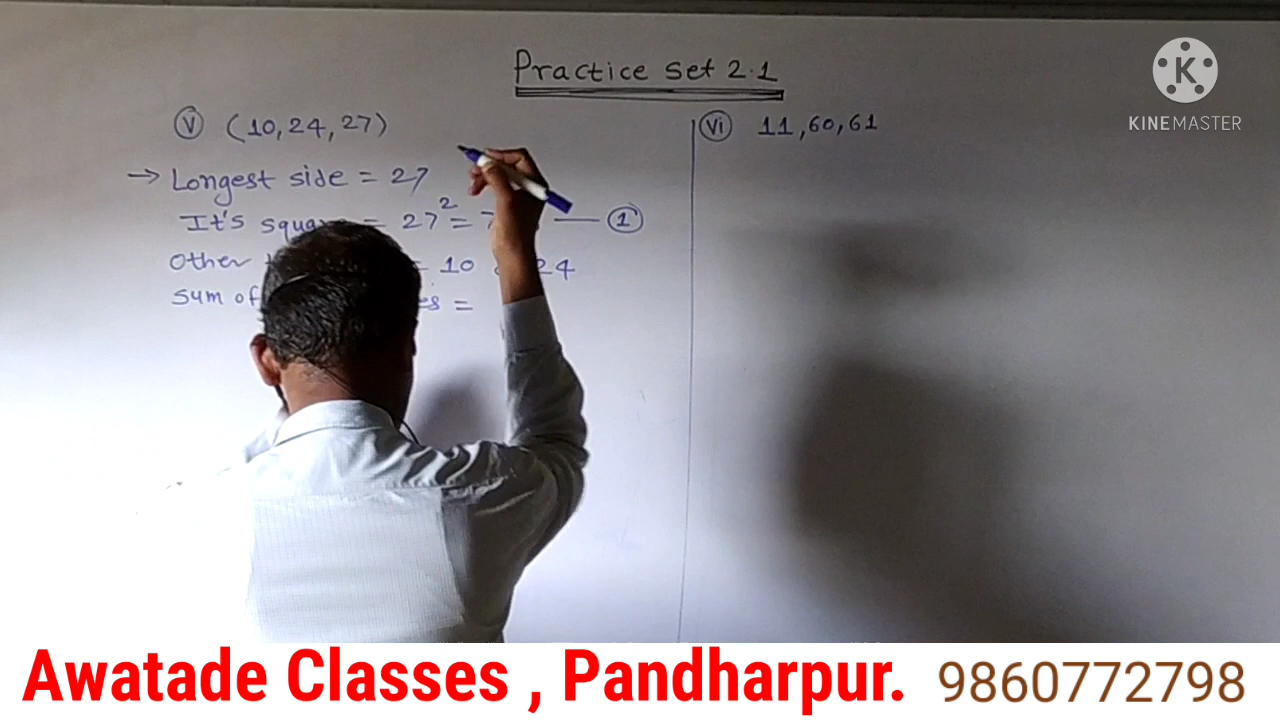 Practice Set 2.1
KINEMASTER
(v) (10, 24, 27)
→ Longest side = 27
It's square = 27² = 7 —— (1)
Other = 10 24
Sum of =
(vi) 11, 60, 61
Awatade Classes , Pandharpur. 9860772798